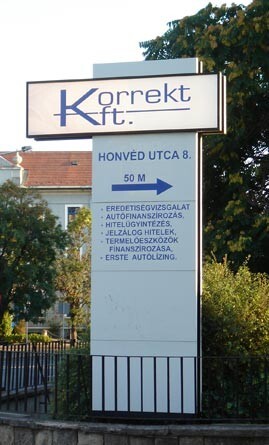 Korrekt
Kft.
HONVÉD UTCA 8.
50 M
- EREDETISÉGVIZSGÁLAT
- AUTÓFINANSZÍROZÁS,
- HITELÜGYINTÉZÉS,
- JELZÁLOG HITELEK,
- TERMELŐESZKÖZÖK
FINANSZÍROZÁSA,
- ERSTE AUTÓLÍZING.